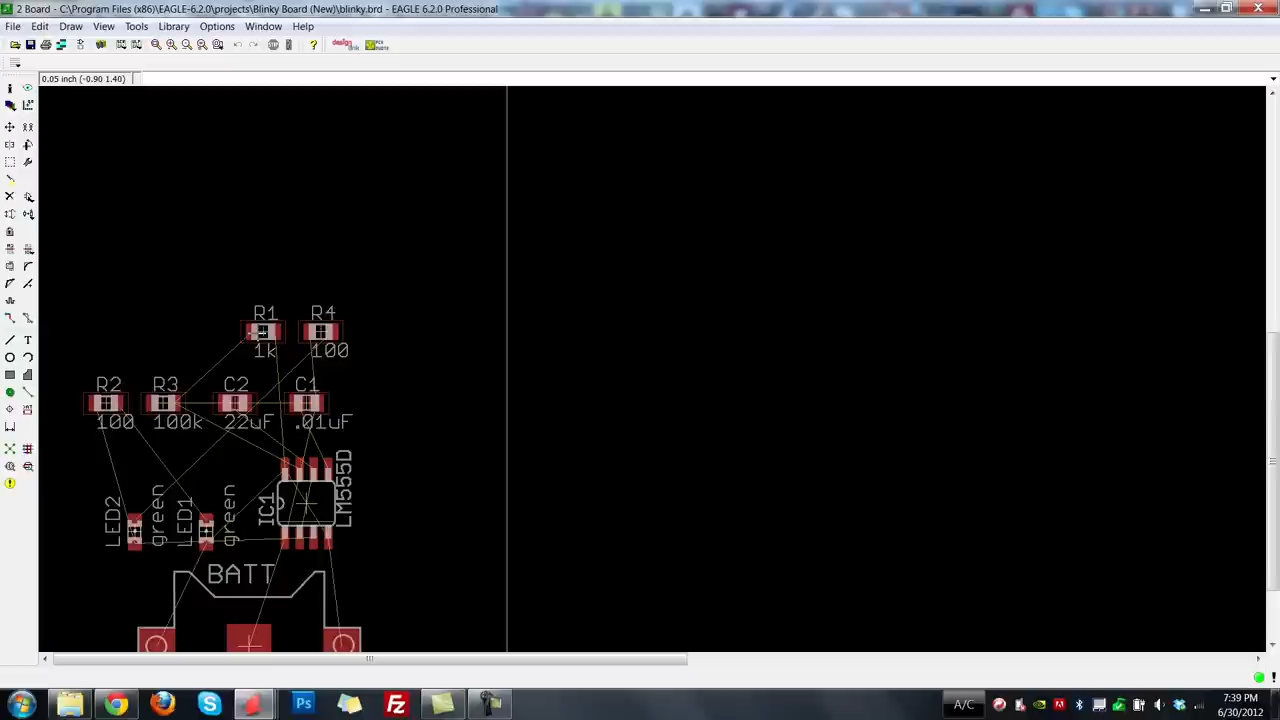 2 Board - C:\Program Files (x86)\EAGLE-6.2.0\projects\Blinky Board (New)\blinky.brd - EAGLE 6.2.0 Professional
File Edit Draw View Tools Library Options Window Help
0.05 inch (-0.90 1.40)
R1 R4
1k 100
R2 R3 C2 C1
100 100k 22uF .01uF
LED2
green
LED1
green
IC1
LM555D
BATT
A/C
7:39 PM
6/30/2012